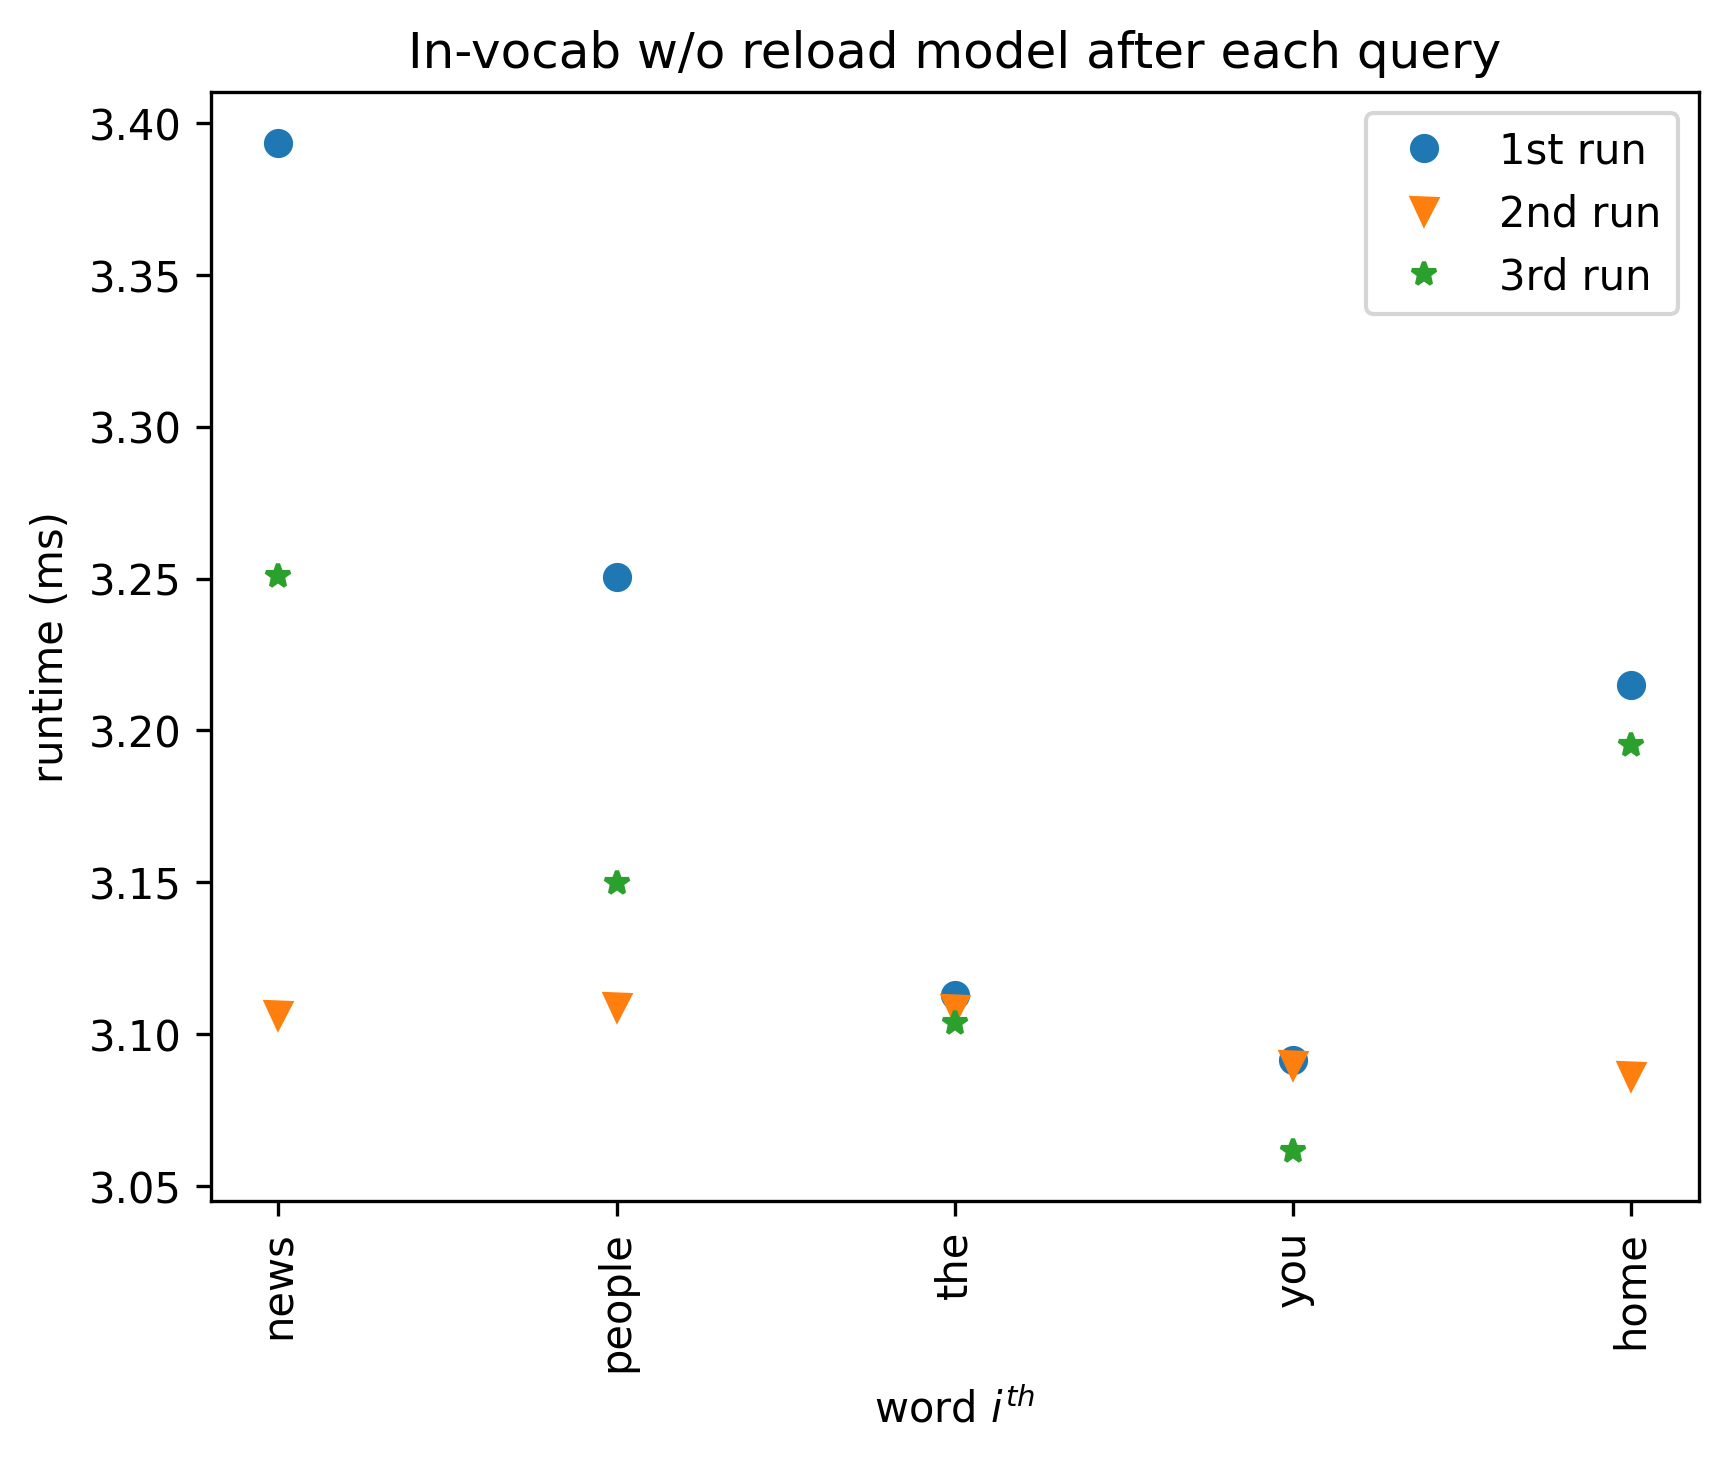 In-vocab w/o reload model after each query
3.40
3.35
3.30
3.25
3.20
3.15
3.10
3.05
runtime (ms)
1st run
2nd run
3rd run
news
people
the
you
home
word i^th